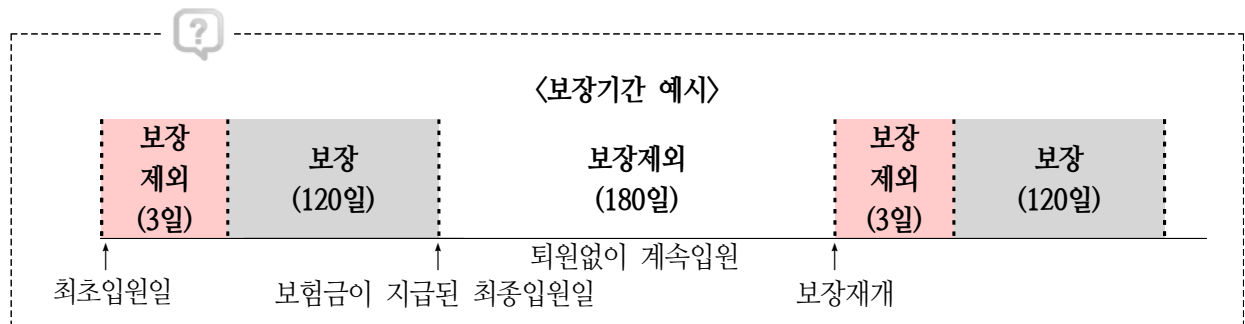 ?
〈보장기간 예시〉
보장
제외
(3일)
보장
(120일)
보장제외
(180일)
보장
제외
(3일)
보장
(120일)
퇴원없이 계속입원
최초입원일
보험금이 지급된 최종입원일
보장재개